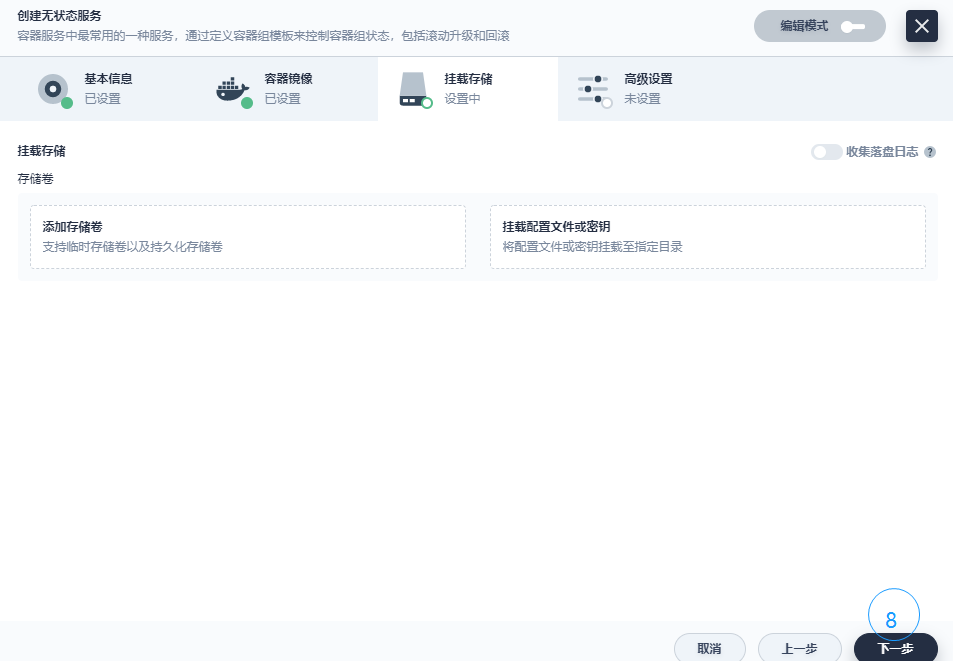 创建无状态服务
容器服务中最常用的一种服务，通过定义容器组模板来控制容器组状态，包括滚动升级和回滚
编辑模式
基本信息
已设置
容器镜像
已设置
挂载存储
设置中
高级设置
未设置
挂载存储
收集落盘日志 ?
存储卷
添加存储卷
支持临时存储卷以及持久化存储卷
挂载配置文件或密钥
将配置文件或密钥挂载至指定目录
8
取消
上一步
下一步